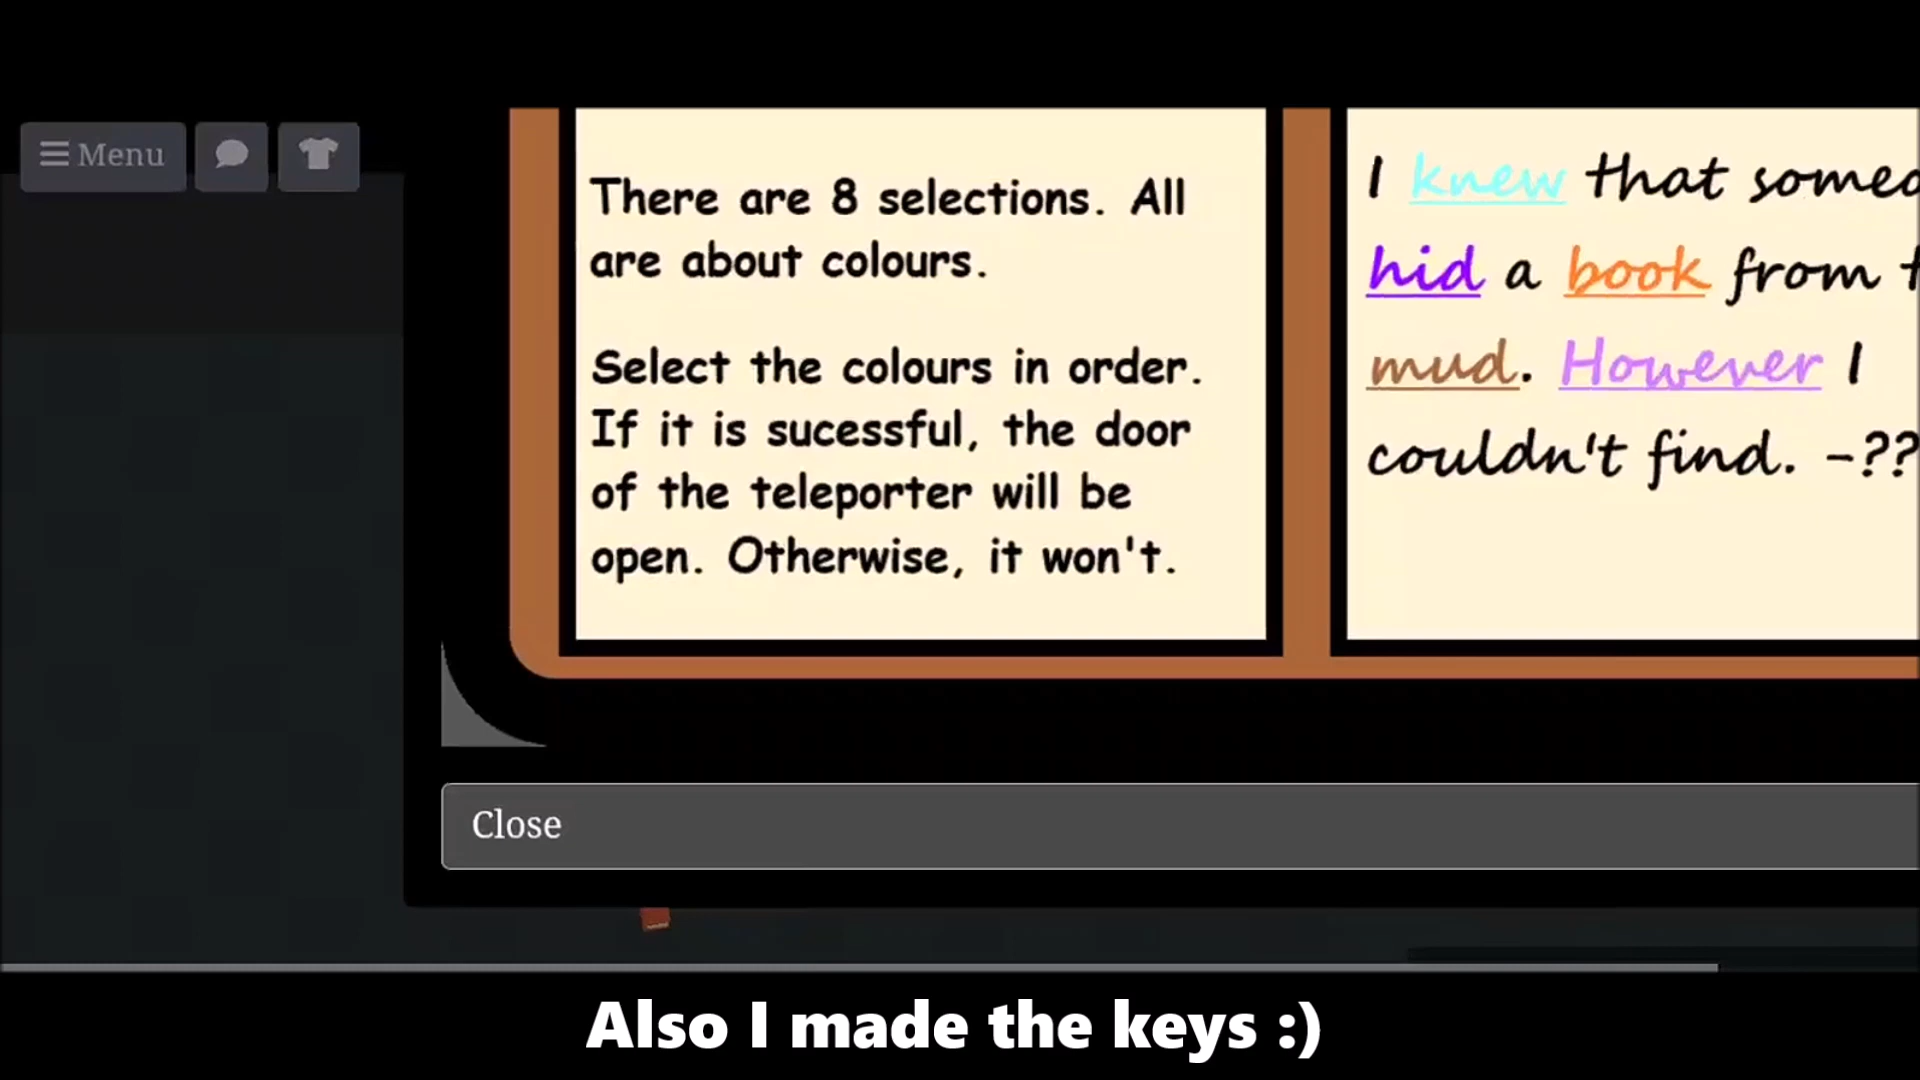 Menu
There are 8 selections. All
are about colours.
Select the colours in order.
If it is sucessful, the door
of the teleporter will be
open. Otherwise, it won't.
I knew that
hid a book from
mud. However I
couldn't find. -??
Close
Also I made the keys :)